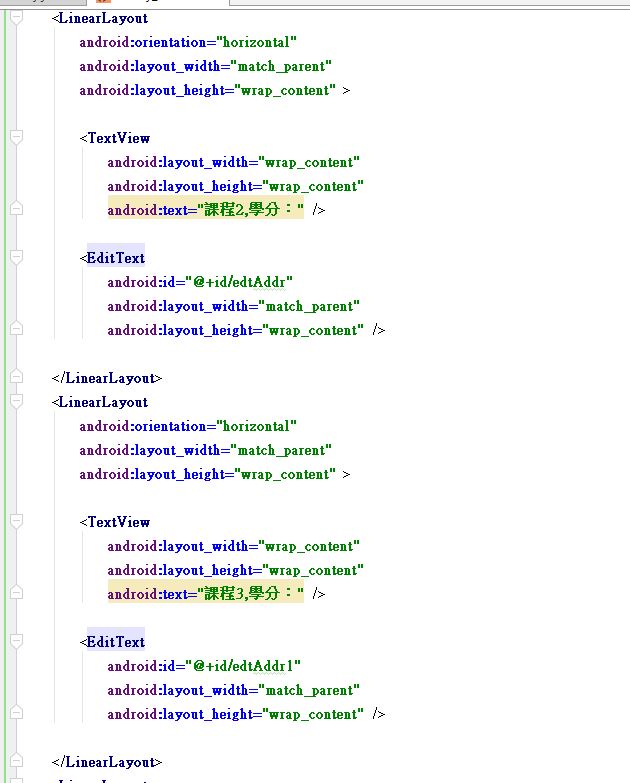 <LinearLayout
android:orientation="horizontal"
android:layout_width="match_parent"
android:layout_height="wrap_content" >
<TextView
android:layout_width="wrap_content"
android:layout_height="wrap_content"
android:text="課程2,學分：" />
<EditText
android:id="@+id/edtAddr"
android:layout_width="match_parent"
android:layout_height="wrap_content" />
</LinearLayout>
<LinearLayout
android:orientation="horizontal"
android:layout_width="match_parent"
android:layout_height="wrap_content" >
<TextView
android:layout_width="wrap_content"
android:layout_height="wrap_content"
android:text="課程3,學分：" />
<EditText
android:id="@+id/edtAddr1"
android:layout_width="match_parent"
android:layout_height="wrap_content" />
</LinearLayout>